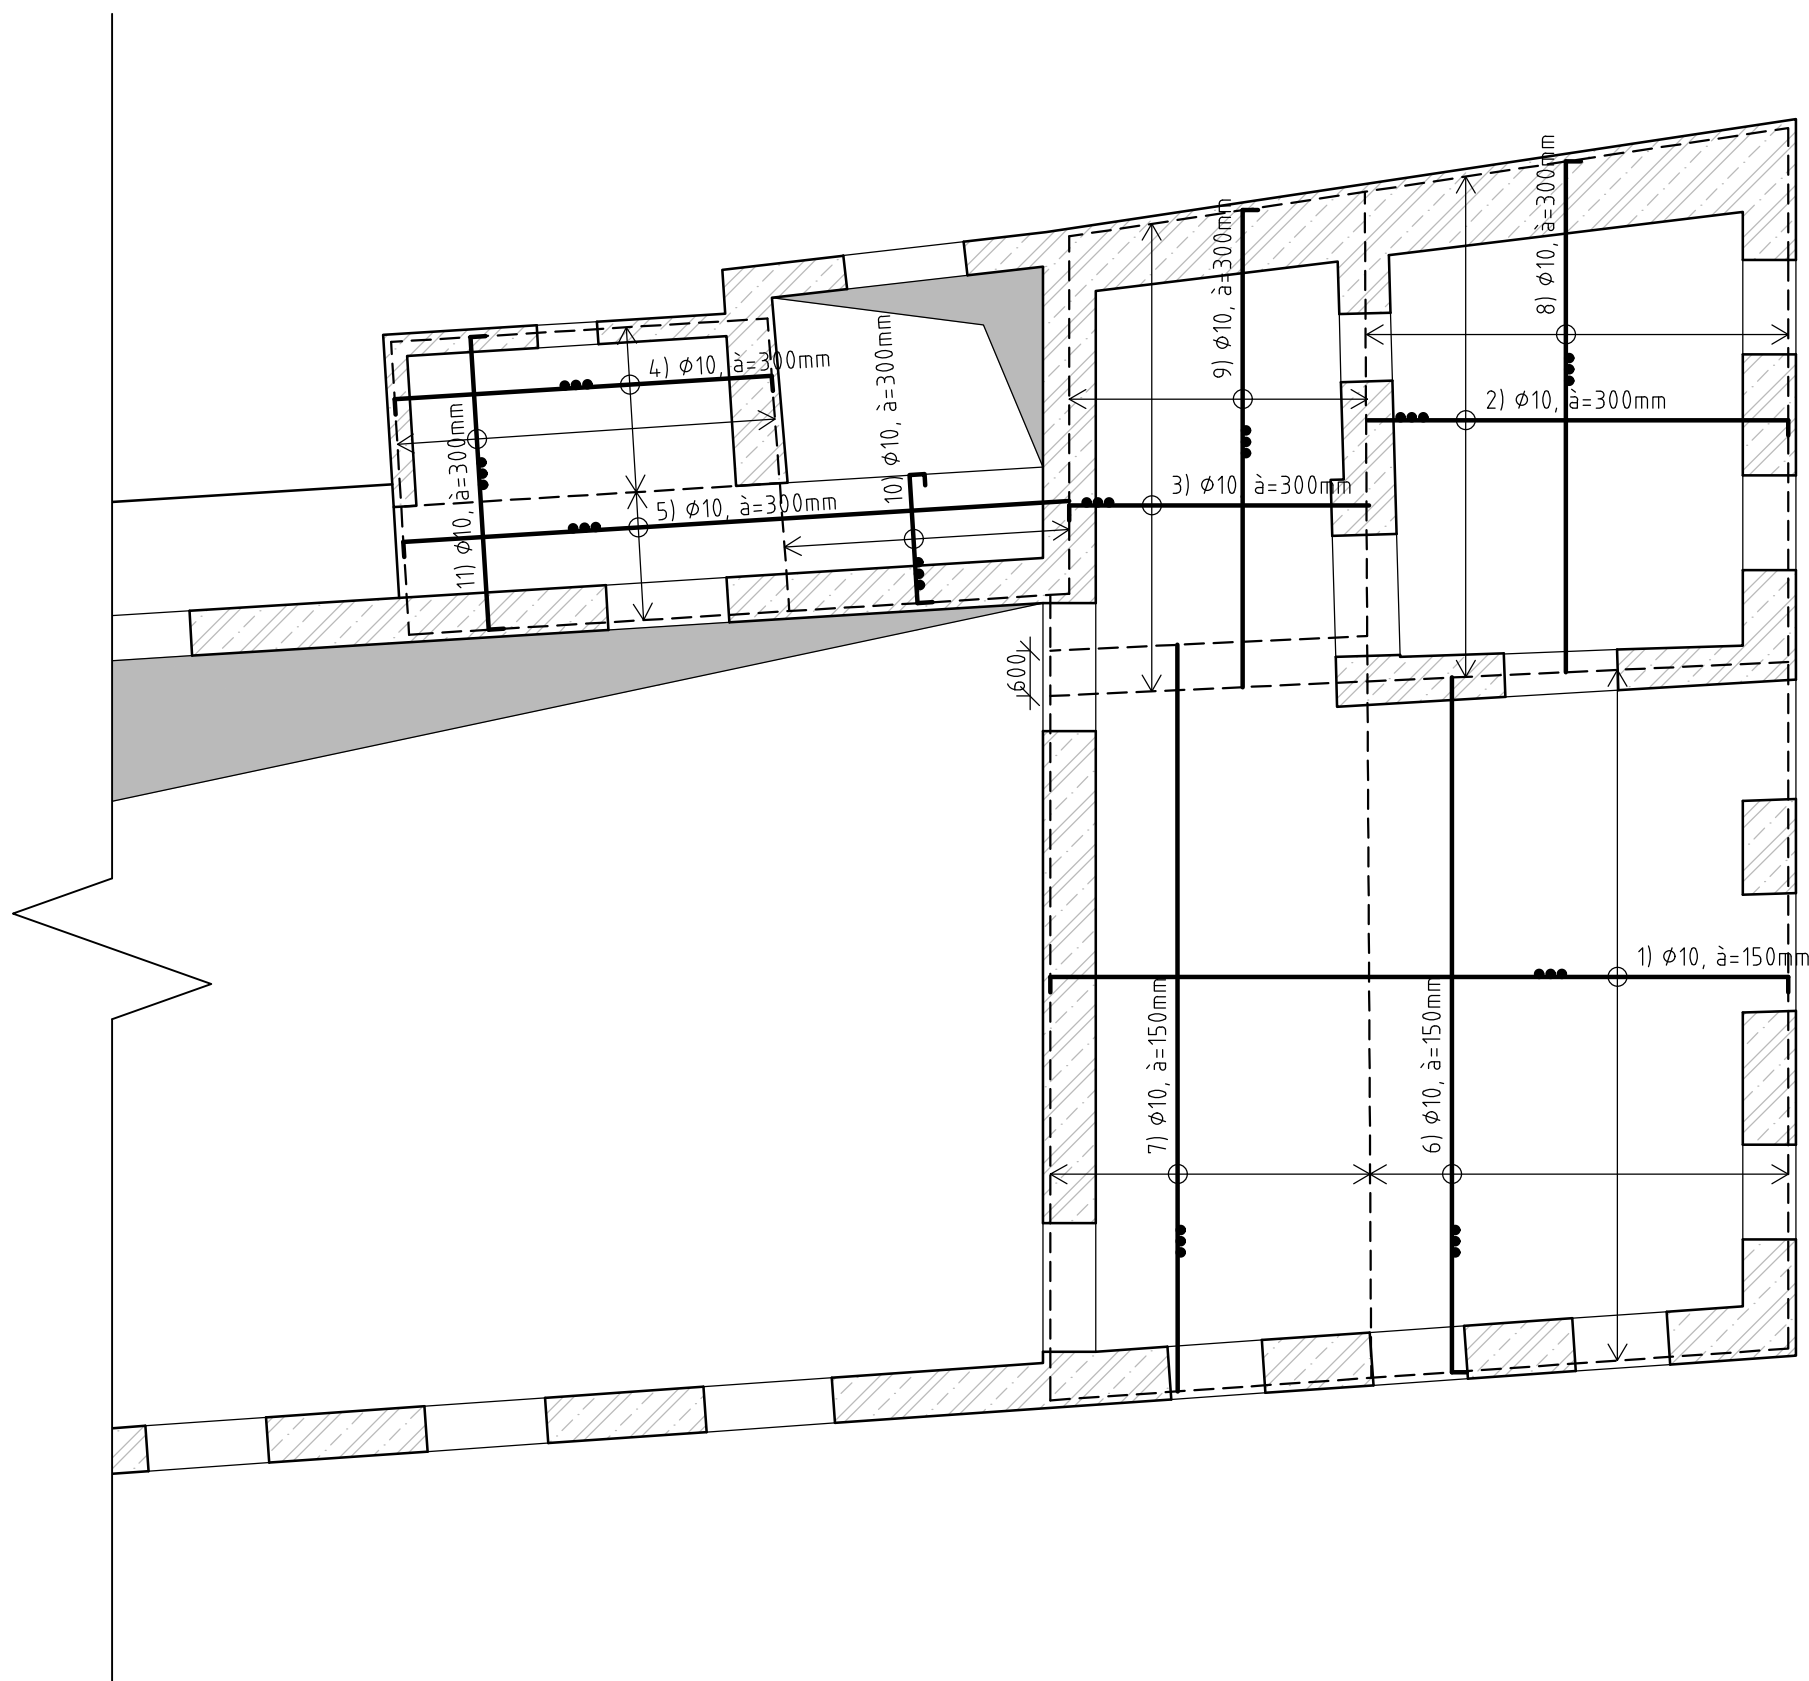 8) Ø10, à=300mm
9) Ø10, à=300mm
10) Ø10, à=300mm
4) Ø10, à=300mm
2) Ø10, à=300mm
11) Ø10, à=300mm
3) Ø10, à=300mm
5) Ø10, à=300mm
600
1) Ø10, à=150mm
7) Ø10, à=150mm
6) Ø10, à=150mm